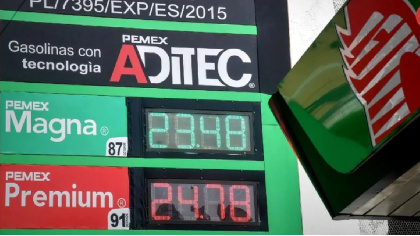 PL/7395/EXP/ES/2015
Gasolinas con
tecnología
PEMEX
ADiTEC®
PEMEX
Magna®
87
23.48
PEMEX
Premium®
91
24.78